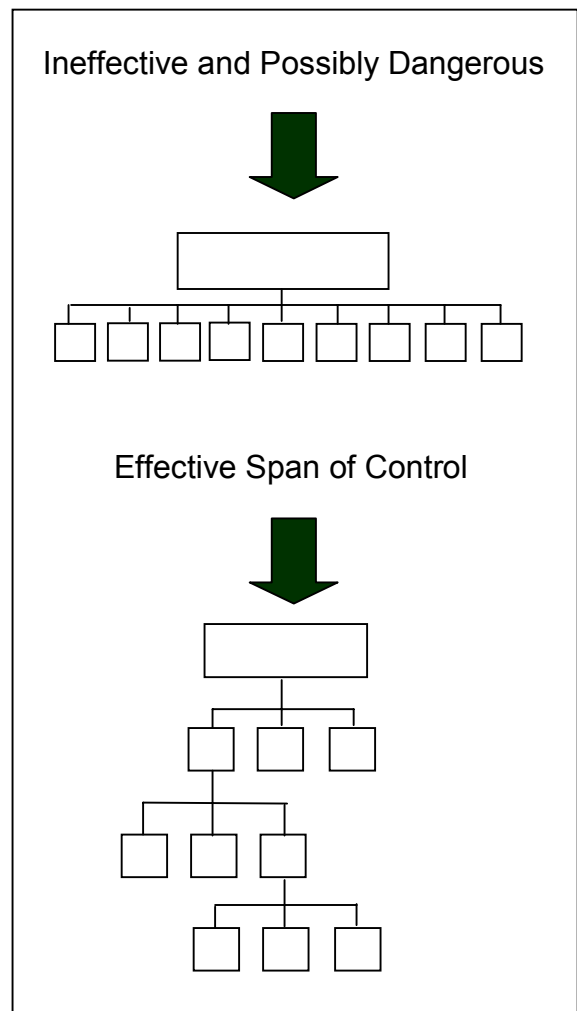 Ineffective and Possibly Dangerous
Effective Span of Control